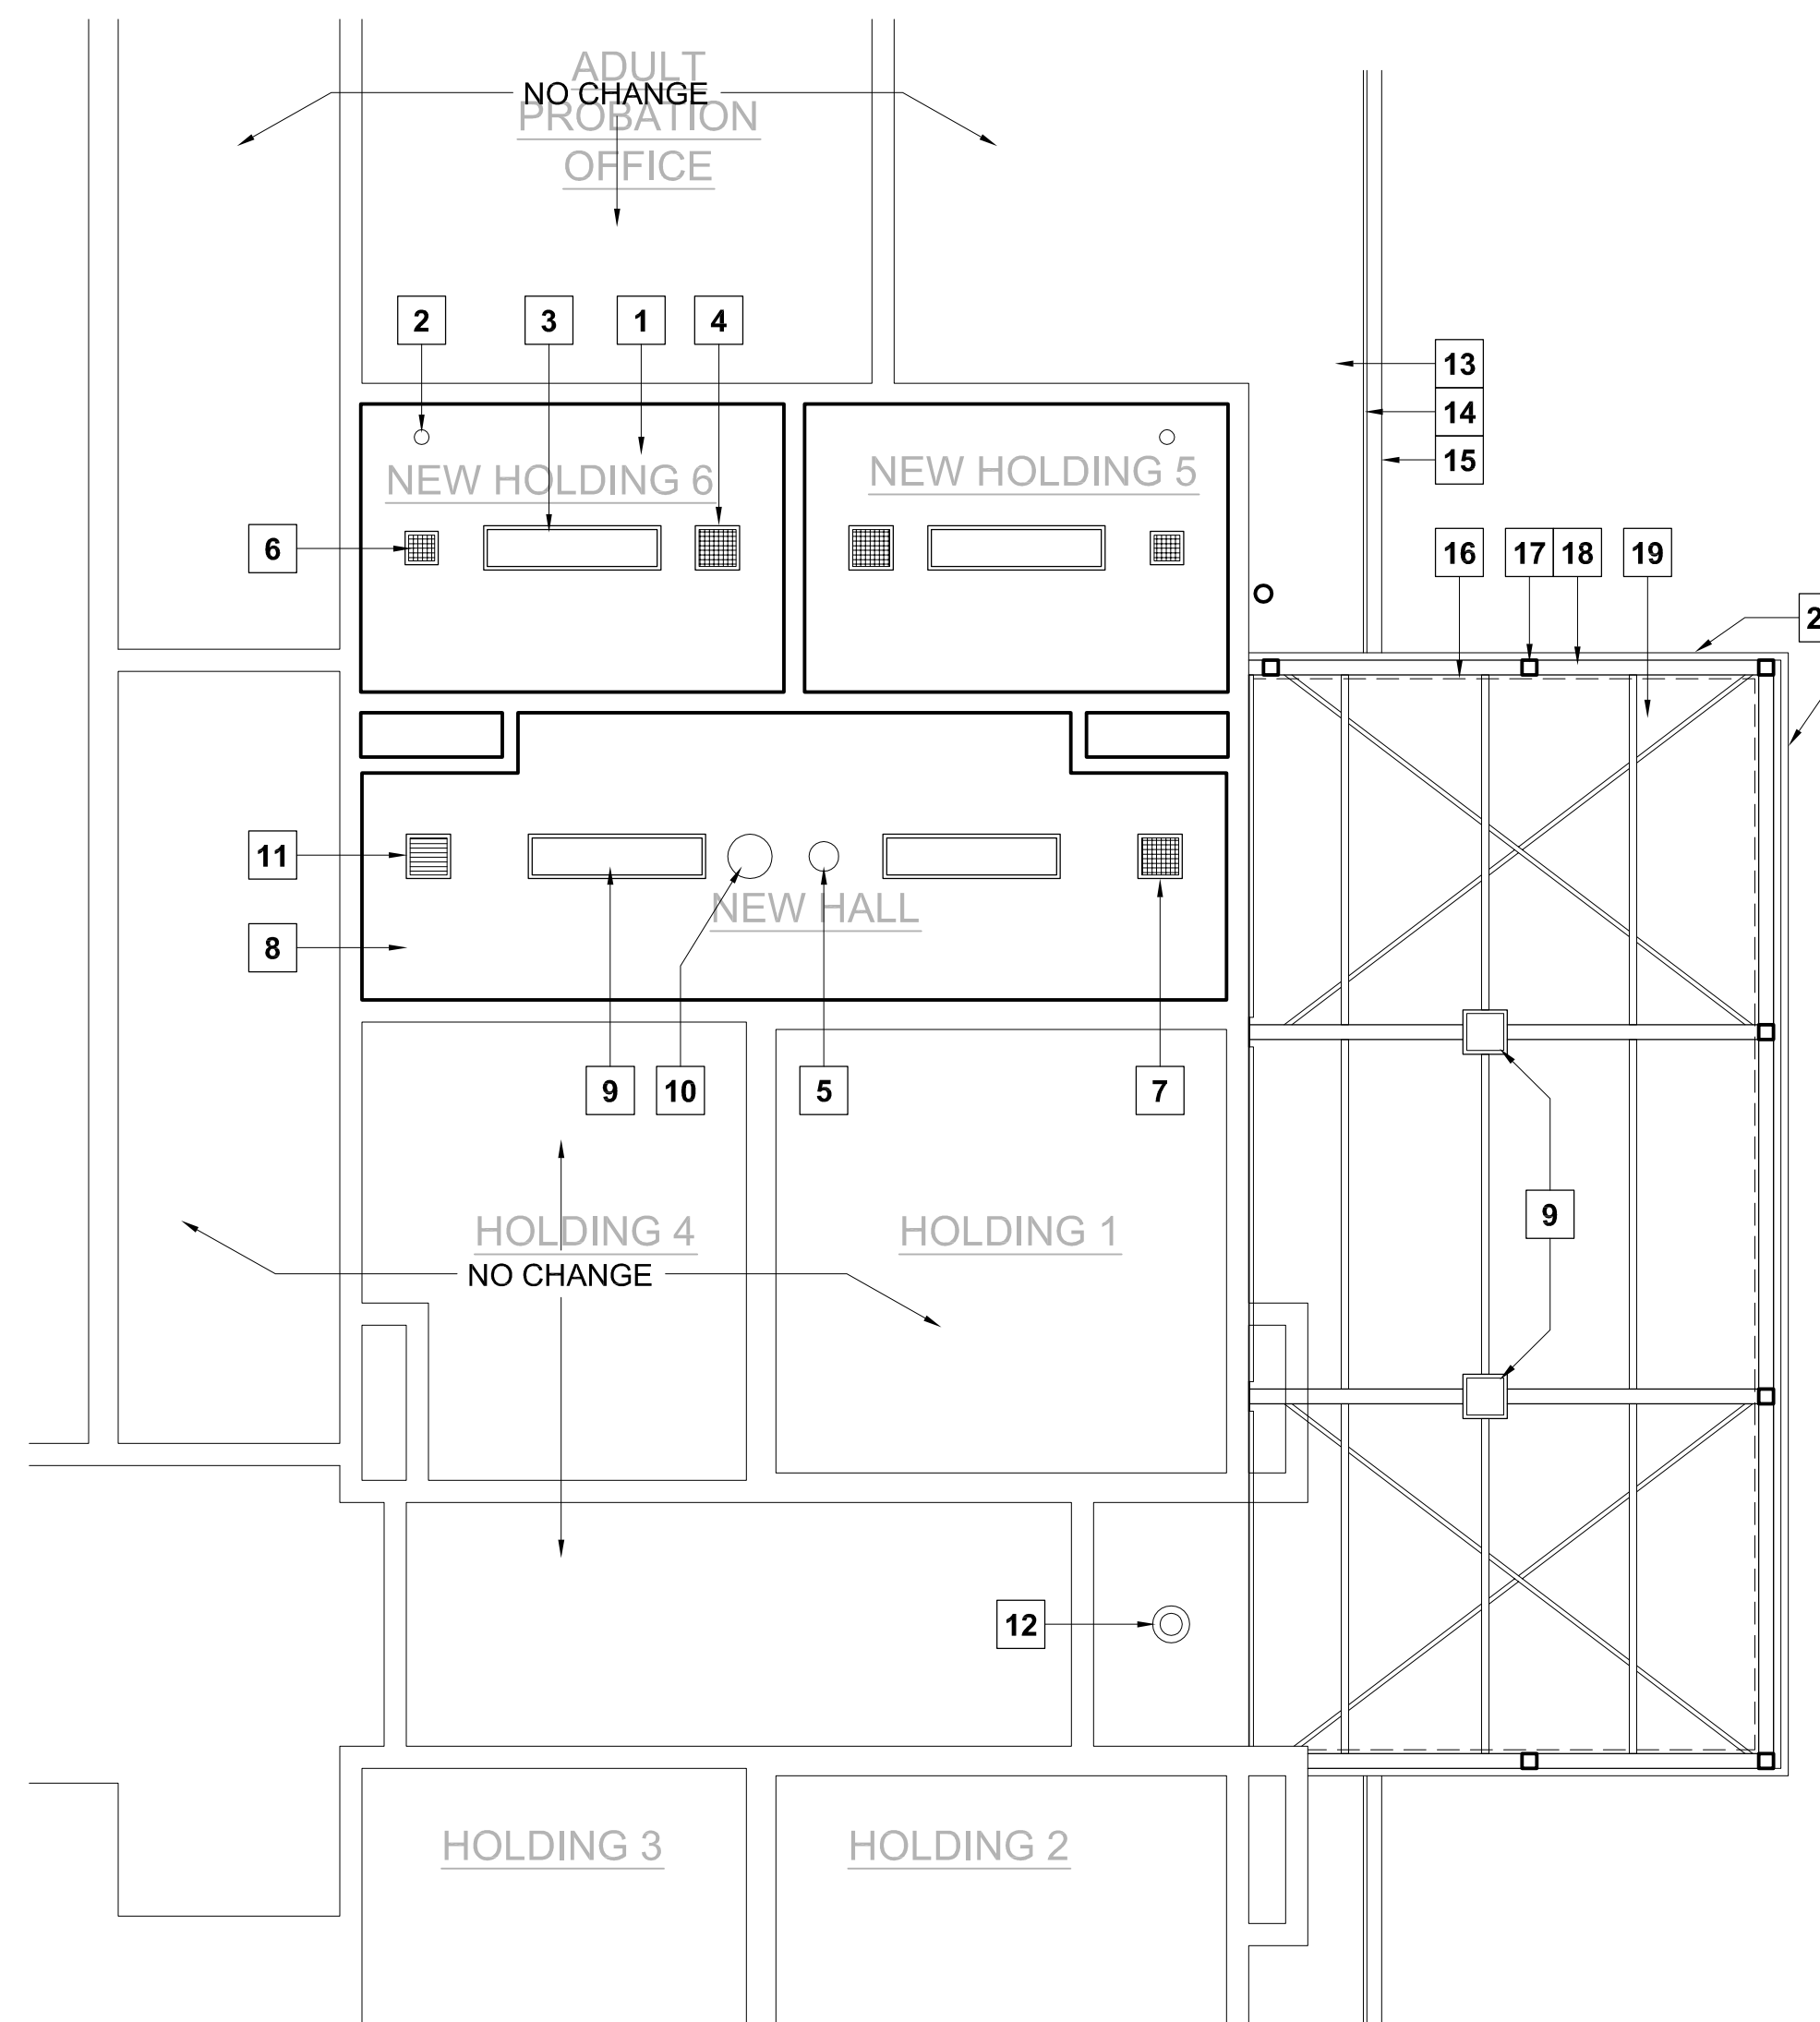 ADULT
NO CHANGE
PROBATION
OFFICE
2
3
1
4
13
14
15
NEW HOLDING 6
NEW HOLDING 5
6
16
17
18
19
11
NEW HALL
8
9
10
5
7
9
HOLDING 4
HOLDING 1
NO CHANGE
12
HOLDING 3
HOLDING 2